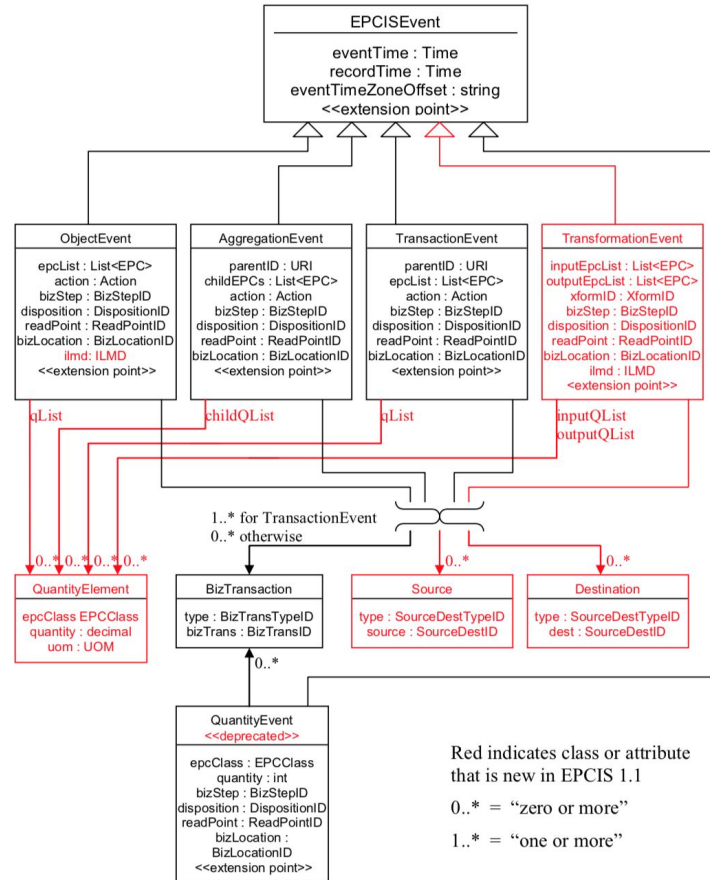 EPCISEvent
eventTime : Time
recordTime : Time
eventTimeZoneOffset : string
<<extension point>>
ObjectEvent
epcList : List<EPC>
action : Action
bizStep : BizStepID
disposition : DispositionID
readPoint : ReadPointID
bizLocation : BizLocationID
ilmd: ILMD
<<extension point>>
AggregationEvent
parentID : URI
childEPCs : List<EPC>
action : Action
bizStep : BizStepID
disposition : DispositionID
readPoint : ReadPointID
bizLocation : BizLocationID
<<extension point>>
TransactionEvent
parentID : URI
epcList : List<EPC>
action : Action
bizStep : BizStepID
disposition : DispositionID
readPoint : ReadPointID
bizLocation : BizLocationID
<extension point>>
TransformationEvent
inputEpcList : List<EPC>
outputEpcList : List<EPC>
xformID : XformID
bizStep : BizStepID
disposition : DispositionID
readPoint : ReadPointID
bizLocation : BizLocationID
ilmd : ILMD
<extension point>>
qList
childQList
qList
inputQList
outputQList
1..* for TransactionEvent
0..* otherwise
0..*
0..*
0..*
0..*
0..*
0..*
QuantityElement
epcClass EPCClass
quantity : decimal
uom : UOM
BizTransaction
type : BizTransTypeID
bizTrans : BizTransID
Source
type : SourceDestTypeID
source : SourceDestID
Destination
type : SourceDestTypeID
dest : SourceDestID
0..*
QuantityEvent
<<deprecated>>
epcClass : EPCClass
quantity : int
bizStep : BizStepID
disposition : DispositionID
readPoint : ReadPointID
bizLocation :
BizLocationID
<<extension point>>
Red indicates class or attribute
that is new in EPCIS 1.1
0..* = “zero or more”
1..* = “one or more”